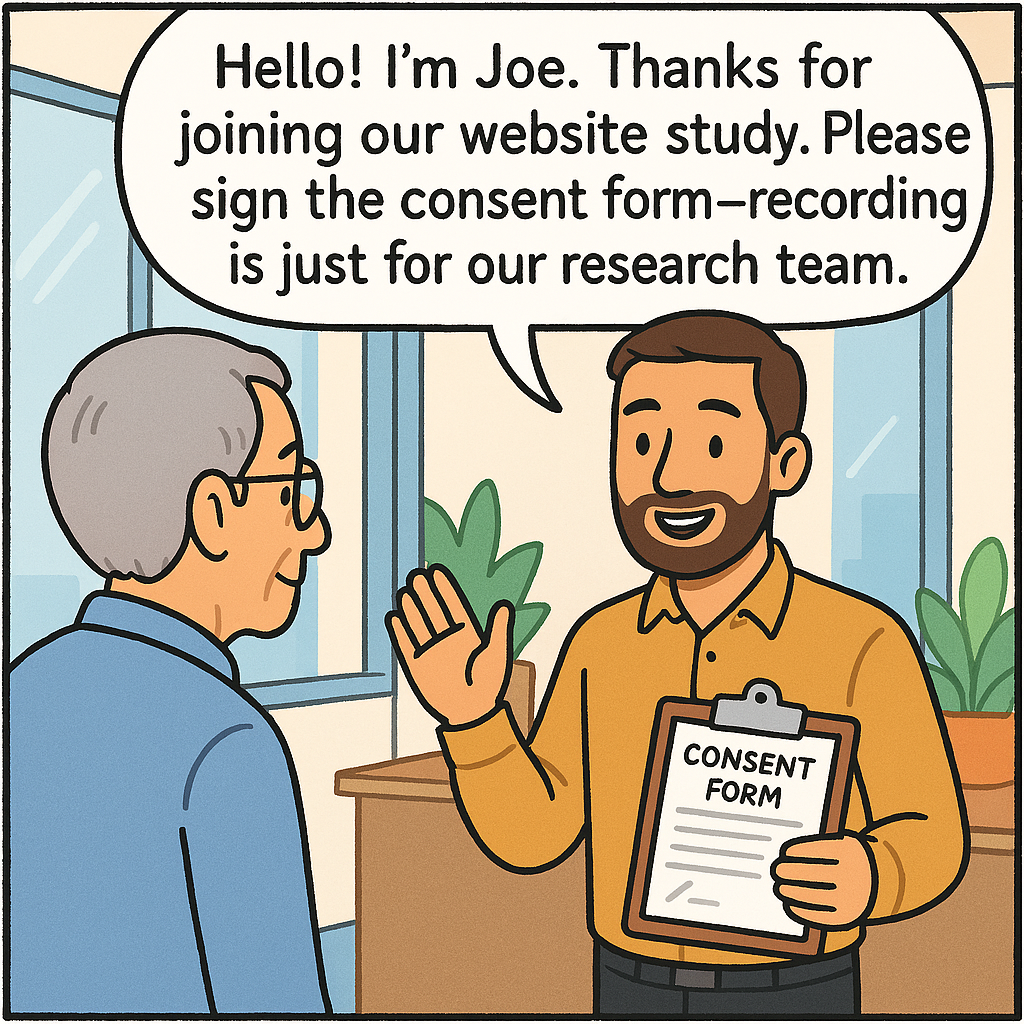 Hello! I'm Joe. Thanks for
joining our website study. Please
sign the consent form–recording
is just for our research team.
CONSENT
FORM